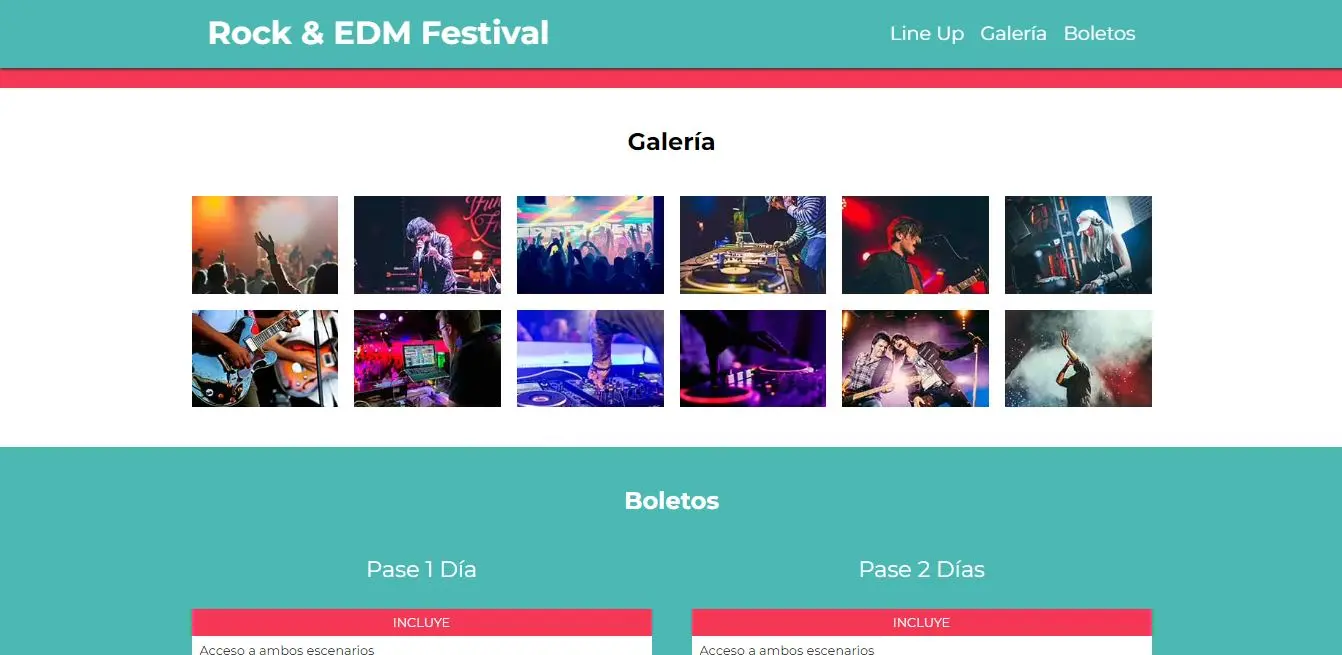 Rock & EDM Festival
Line Up Galería Boletos
Galería
Boletos
Pase 1 Día
Pase 2 Días
INCLUYE
INCLUYE
Acceso a ambos escenarios
Acceso a ambos escenarios